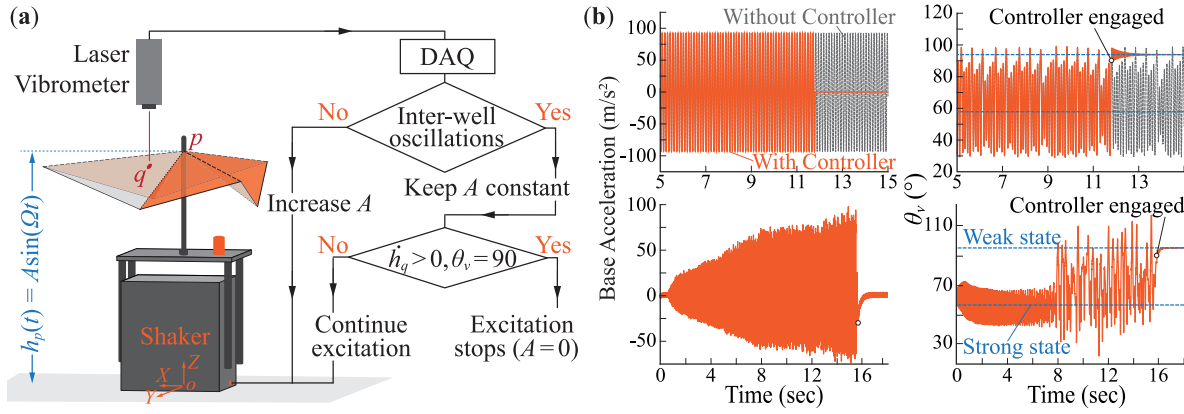 (a)
Laser
Vibrometer
DAQ
No
Inter-well
oscillations
Yes
p
q
Increase A
Keep A constant
No
ḣ_q > 0, θ_v = 90
Yes
h_p(t) = A sin(Ωt)
Shaker
Z
X
Y
o
Continue
excitation
Excitation
stops (A = 0)
(b)
Base Acceleration (m/s⁻²)
Without Controller
With Controller
100
50
0
-50
-100
5
7
9
11
13
15
120
100
80
60
40
20
Controller engaged
5
7
9
11
13
15
θ_v (°)
100
50
0
-50
0
4
8
12
16
Time (sec)
110
70
30
Controller engaged
Weak state
Strong state
0
4
8
12
16
Time (sec)